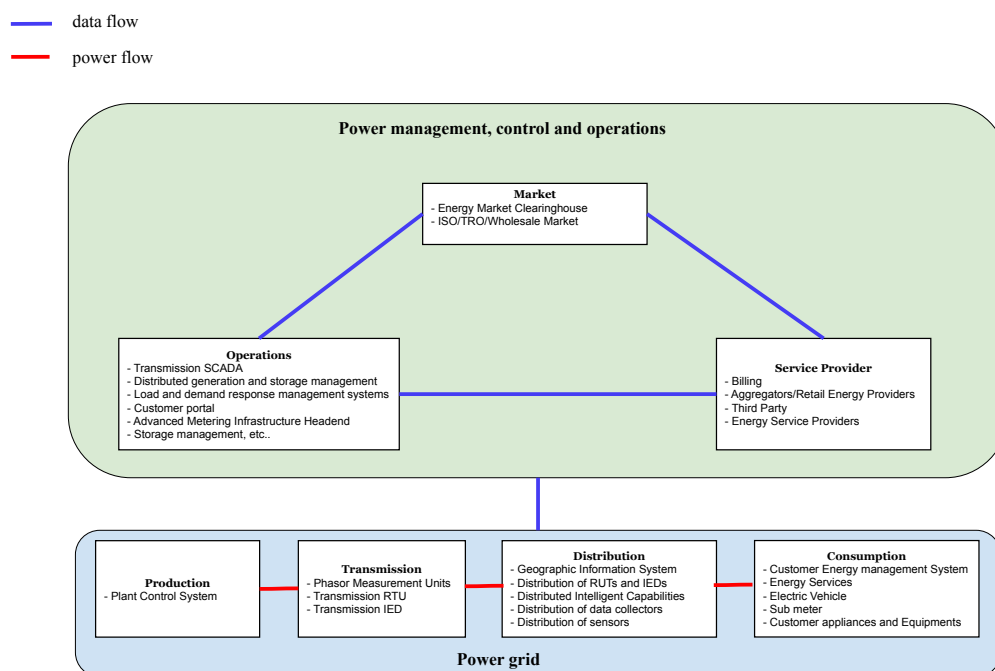 data flow
power flow
Power management, control and operations
Market
- Energy Market Clearinghouse
- ISO/TRO/Wholesale Market
Operations
- Transmission SCADA
- Distributed generation and storage management
- Load and demand response management systems
- Customer portal
- Advanced Metering Infrastructure Headend
- Storage management, etc..
Service Provider
- Billing
- Aggregators/Retail Energy Providers
- Third Party
- Energy Service Providers
Production
- Plant Control System
Transmission
- Phasor Measurement Units
- Transmission RTU
- Transmission IED
Distribution
- Geographic Information System
- Distribution of RUTs and IEDs
- Distributed Intelligent Capabilities
- Distribution of data collectors
- Distribution of sensors
Consumption
- Customer Energy management System
- Energy Services
- Electric Vehicle
- Sub meter
- Customer appliances and Equipments
Power grid